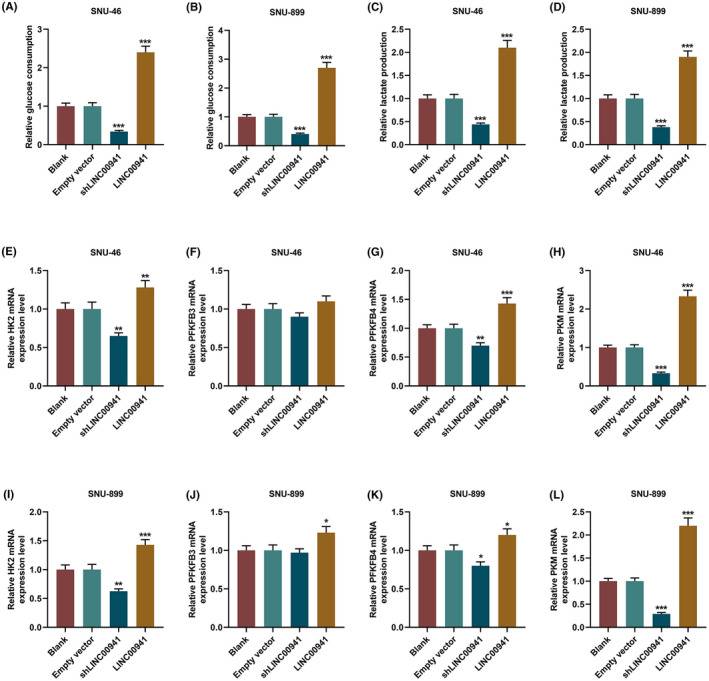 (A)
SNU-46
Relative glucose consumption
3
2
1
0
***
***
Blank
Empty vector
shLINC00941
LINC00941
(B)
SNU-899
Relative glucose consumption
4
3
2
1
0
***
***
Blank
Empty vector
shLINC00941
LINC00941
(C)
SNU-46
Relative lactate production
2.5
2.0
1.5
1.0
0.5
0.0
***
***
Blank
Empty vector
shLINC00941
LINC00941
(D)
SNU-899
Relative lactate production
2.5
2.0
1.5
1.0
0.5
0.0
***
***
Blank
Empty vector
shLINC00941
LINC00941
(E)
SNU-46
Relative HK2 mRNA
expression level
1.5
1.0
0.5
0.0
**
**
Blank
Empty vector
shLINC00941
LINC00941
(F)
SNU-46
Relative PFKFB3 mRNA
expression level
1.5
1.0
0.5
0.0
Blank
Empty vector
shLINC00941
LINC00941
(G)
SNU-46
Relative PFKFB4 mRNA
expression level
2.0
1.5
1.0
0.5
0.0
**
***
Blank
Empty vector
shLINC00941
LINC00941
(H)
SNU-46
Relative PKM mRNA
expression level
3
2
1
0
***
***
Blank
Empty vector
shLINC00941
LINC00941
(I)
SNU-899
Relative HK2 mRNA
expression level
2.0
1.5
1.0
0.5
0.0
**
***
Blank
Empty vector
shLINC00941
LINC00941
(J)
SNU-899
Relative PFKFB3 mRNA
expression level
1.5
1.0
0.5
0.0
*
Blank
Empty vector
shLINC00941
LINC00941
(K)
SNU-899
Relative PFKFB4 mRNA
expression level
1.5
1.0
0.5
0.0
*
*
Blank
Empty vector
shLINC00941
LINC00941
(L)
SNU-899
Relative PKM mRNA
expression level
2.5
2.0
1.5
1.0
0.5
0.0
***
***
Blank
Empty vector
shLINC00941
LINC00941